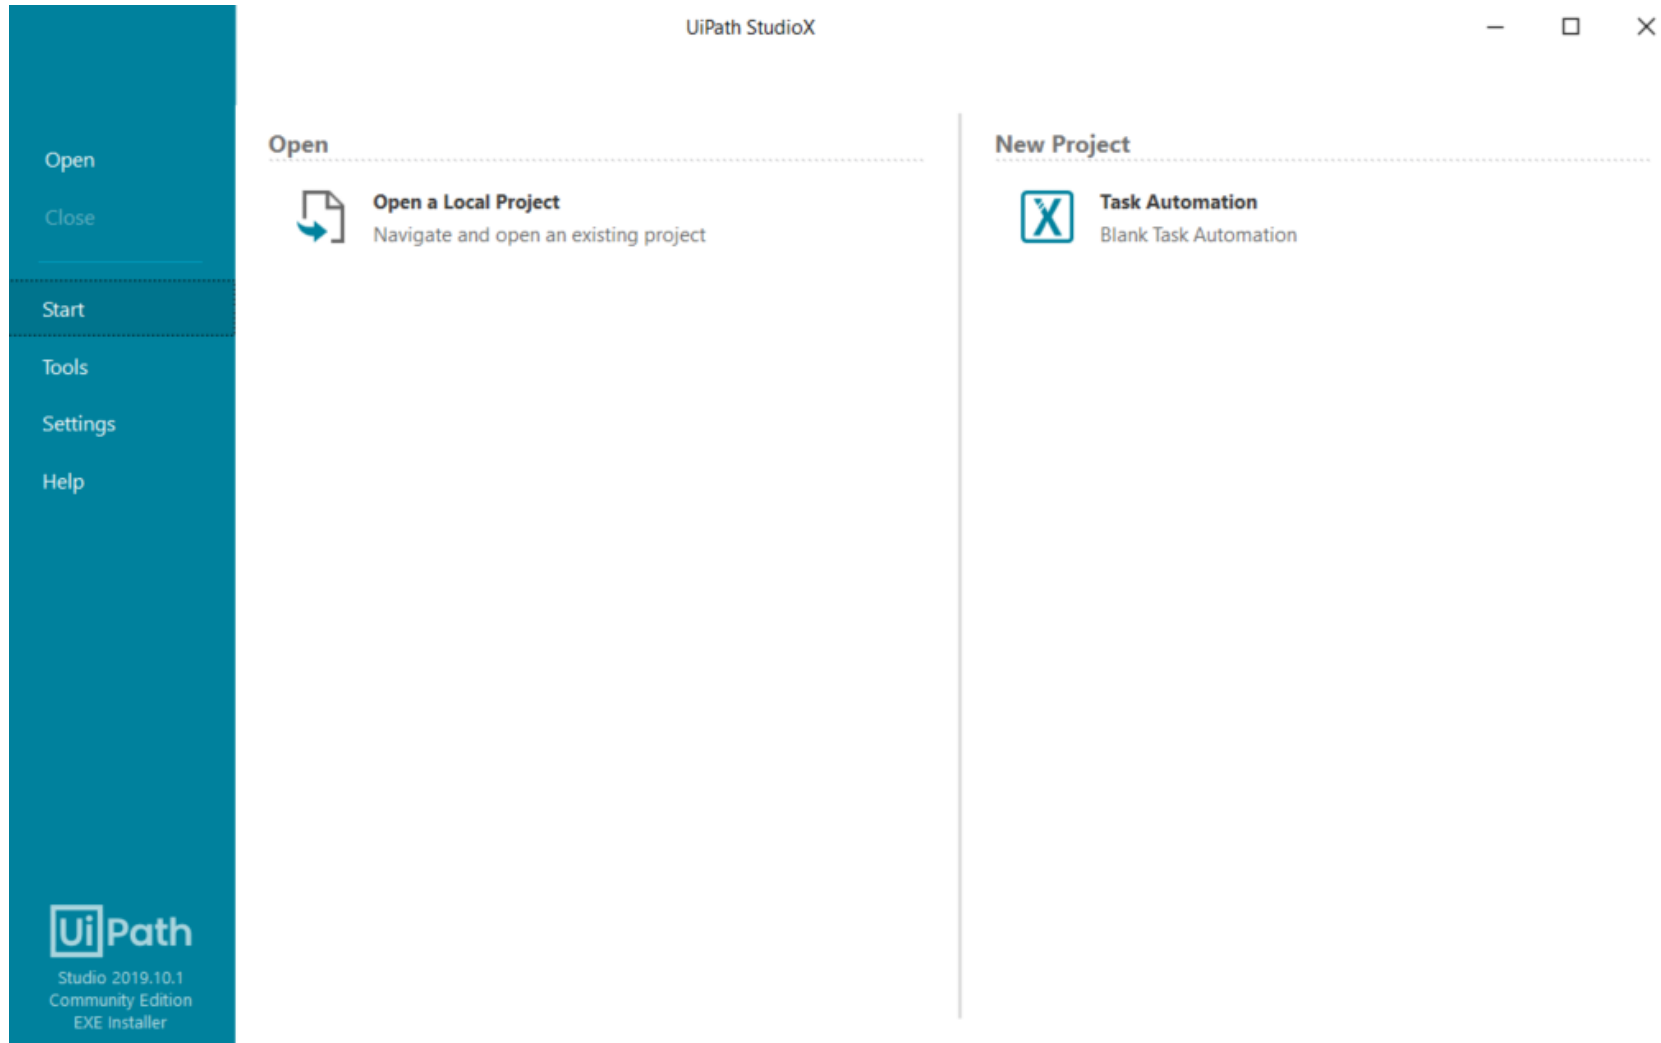 UiPath StudioX
Open
Close
Start
Tools
Settings
Help
UiPath
Studio 2019.10.1
Community Edition
EXE Installer
Open
Open a Local Project
Navigate and open an existing project
New Project
Task Automation
Blank Task Automation